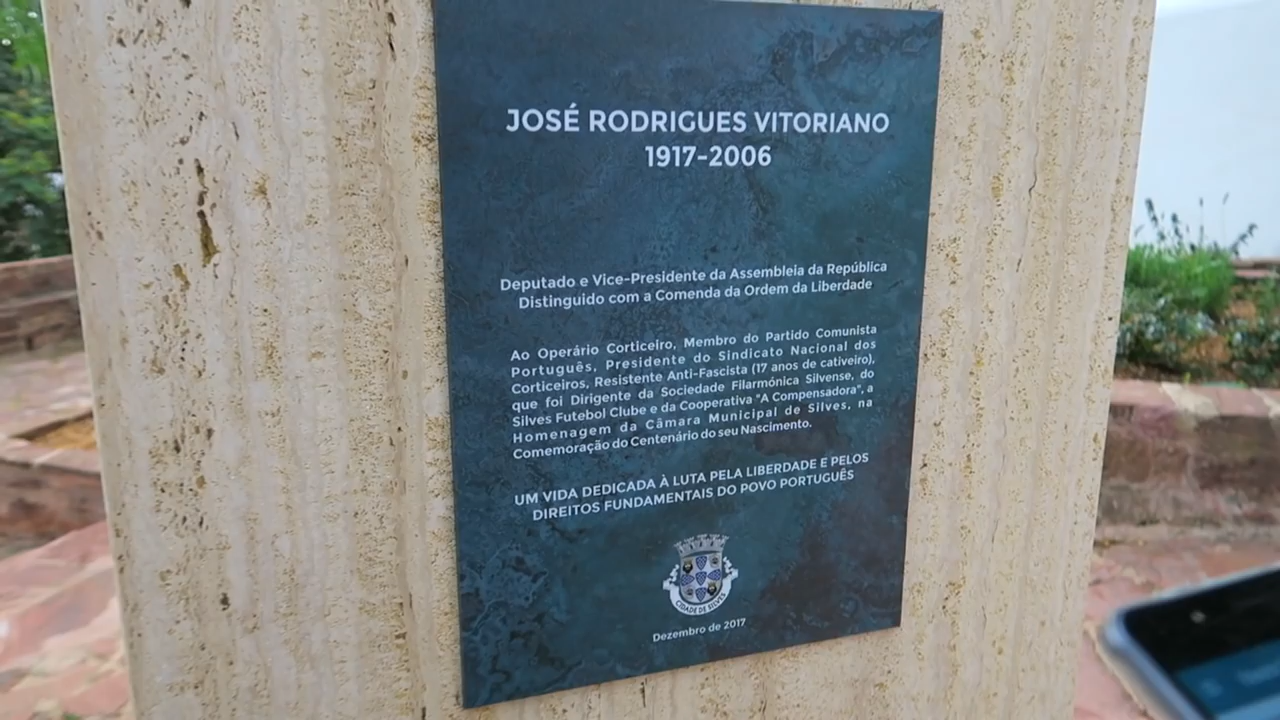 JOSÉ RODRIGUES VITORIANO
1917-2006
Deputado e Vice-Presidente da Assembleia da República
Distinguido com a Comenda da Ordem da Liberdade
Ao Operário Corticeiro, Membro do Partido Comunista
Português, Presidente do Sindicato Nacional dos
Corticeiros, Resistente Anti-Fascista (17 anos de cativeiro),
que foi Dirigente da Sociedade Filarmónica Silvense, do
Silves Futebol Clube e da Cooperativa "A Compensadora", a
Homenagem da Câmara Municipal de Silves, na
Comemoração do Centenário do seu Nascimento.
UM VIDA DEDICADA À LUTA PELA LIBERDADE E PELOS
DIREITOS FUNDAMENTAIS DO POVO PORTUGUÊS
CIDADE DE SILVES
Dezembro de 2017